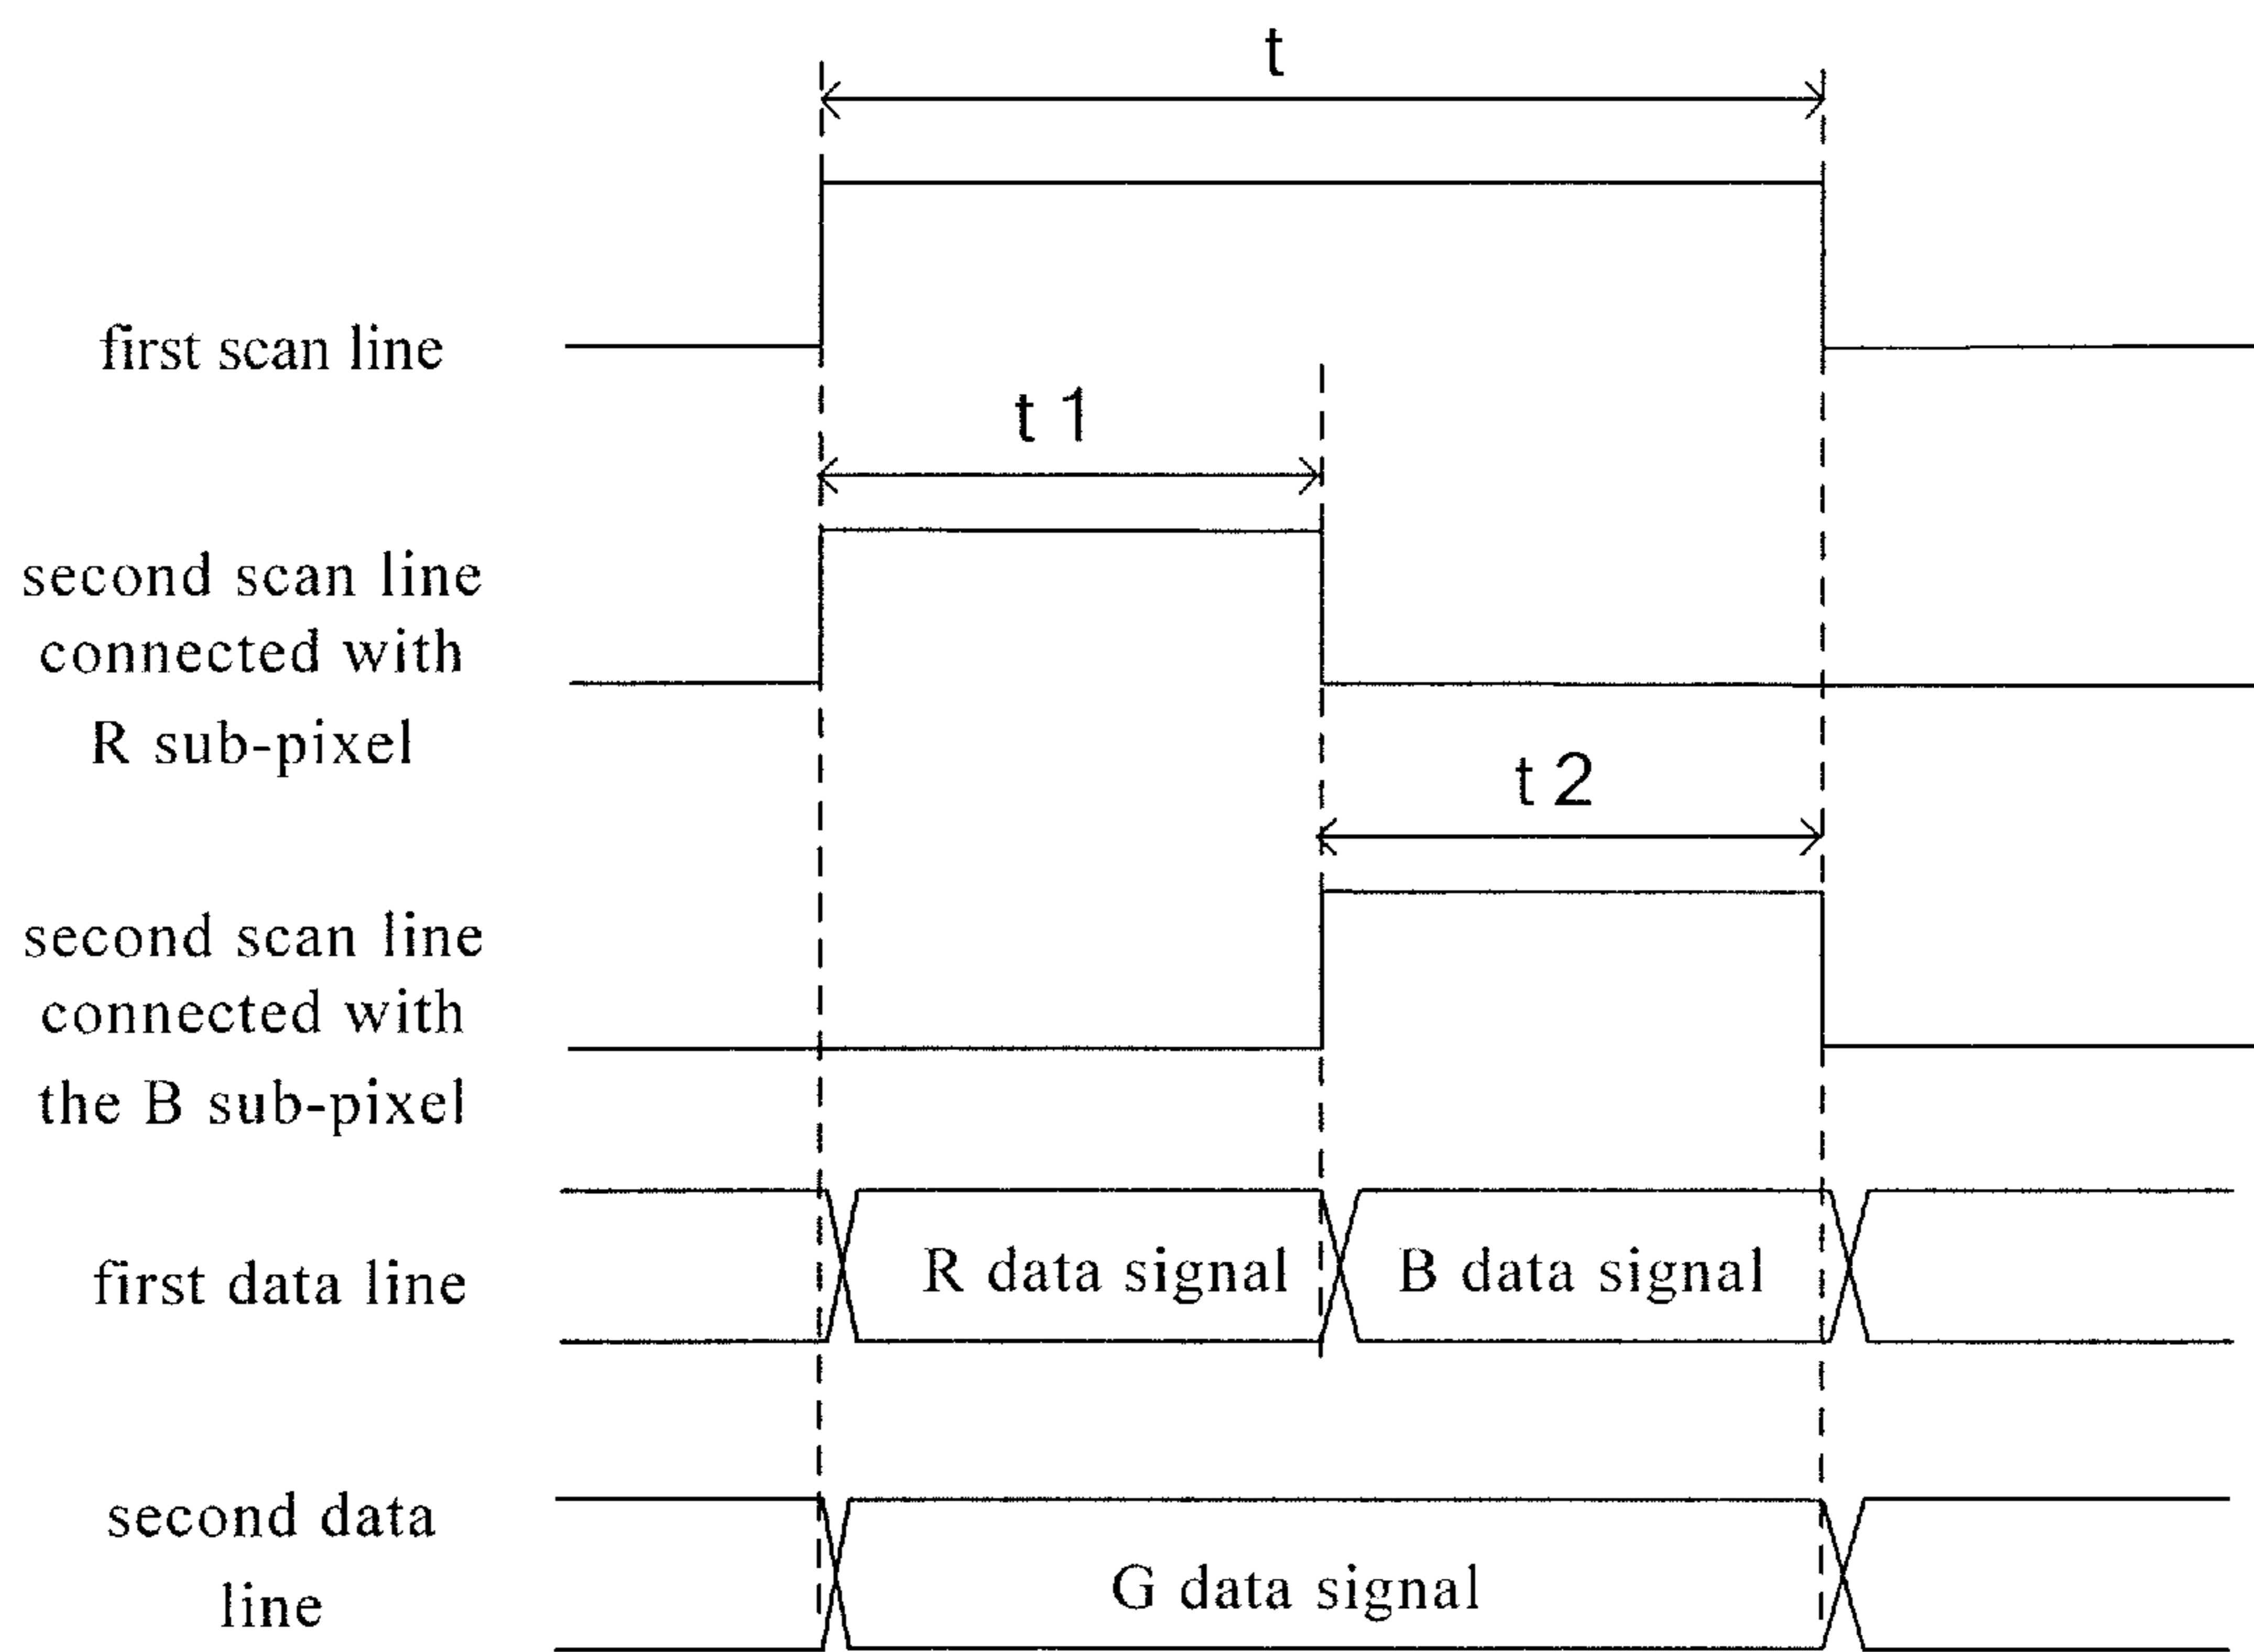 t
first scan line
t 1
second scan line
connected with
R sub-pixel
t 2
second scan line
connected with
the B sub-pixel
first data line
R data signal
B data signal
second data
line
G data signal